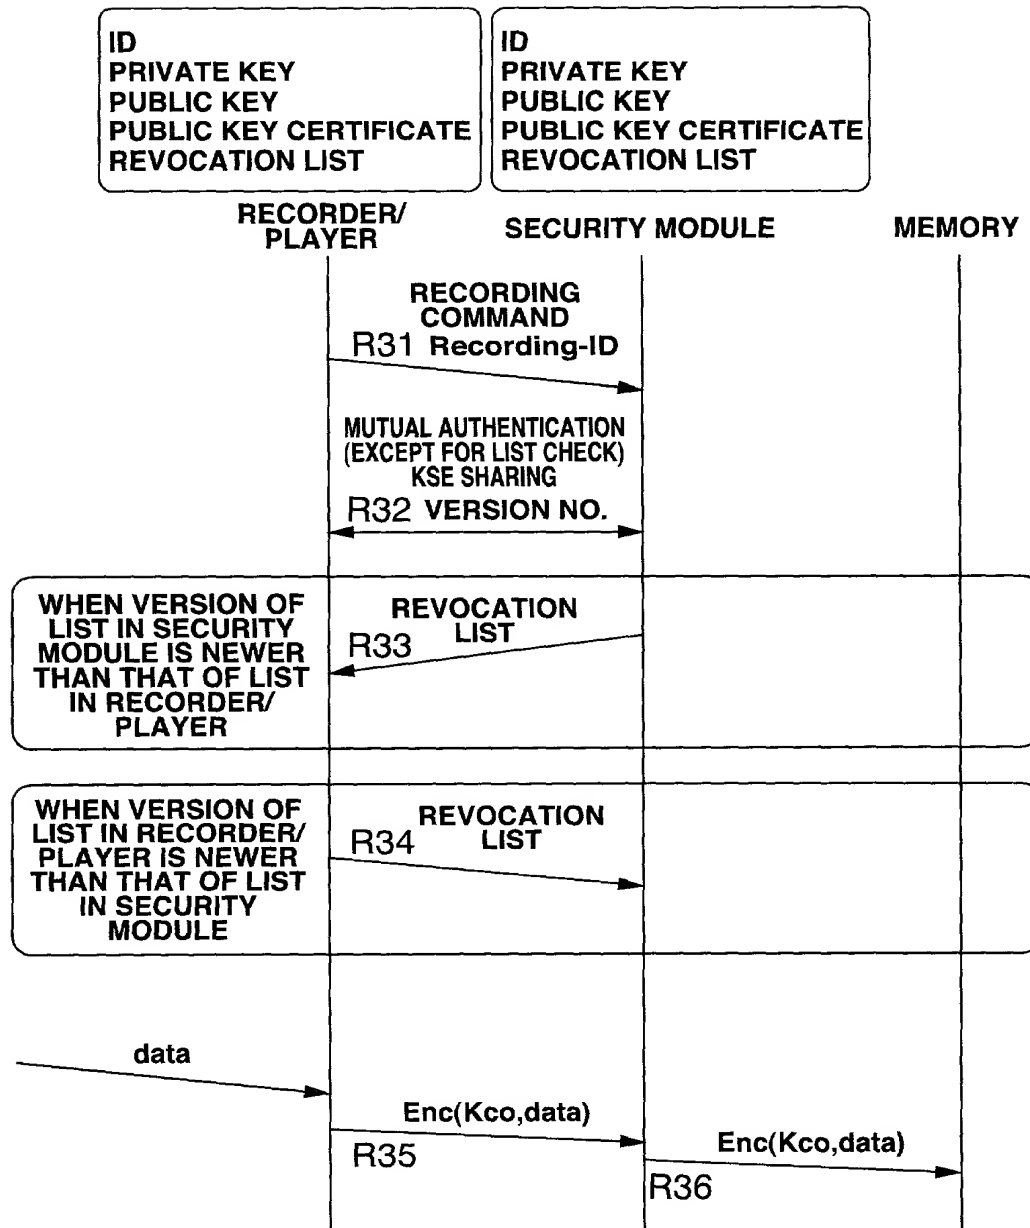 ID
PRIVATE KEY
PUBLIC KEY
PUBLIC KEY CERTIFICATE
REVOCATION LIST
ID
PRIVATE KEY
PUBLIC KEY
PUBLIC KEY CERTIFICATE
REVOCATION LIST
RECORDER/
PLAYER
SECURITY MODULE
MEMORY
RECORDING
COMMAND
R31 Recording-ID
MUTUAL AUTHENTICATION
(EXCEPT FOR LIST CHECK)
KSE SHARING
R32 VERSION NO.
WHEN VERSION OF
LIST IN SECURITY
MODULE IS NEWER
THAN THAT OF LIST
IN RECORDER/
PLAYER
REVOCATION
LIST
R33
WHEN VERSION OF
LIST IN RECORDER/
PLAYER IS NEWER
THAN THAT OF LIST
IN SECURITY
MODULE
REVOCATION
LIST
R34
data
Enc(Kco,data)
R35
Enc(Kco,data)
R36